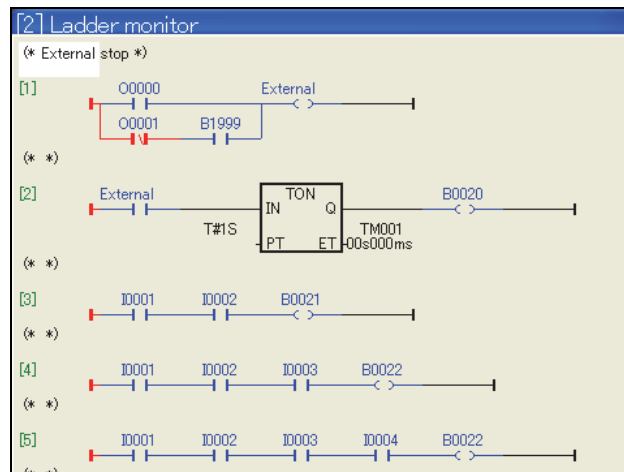 [2] Ladder monitor
(* External stop *)
[1] O0000 External
O0001 B1999
(* *)
[2] External TON B0020
IN Q
T#1S TM001
PT ET 00s000ms
(* *)
[3] I0001 I0002 B0021
(* *)
[4] I0001 I0002 I0003 B0022
(* *)
[5] I0001 I0002 I0003 I0004 B0022